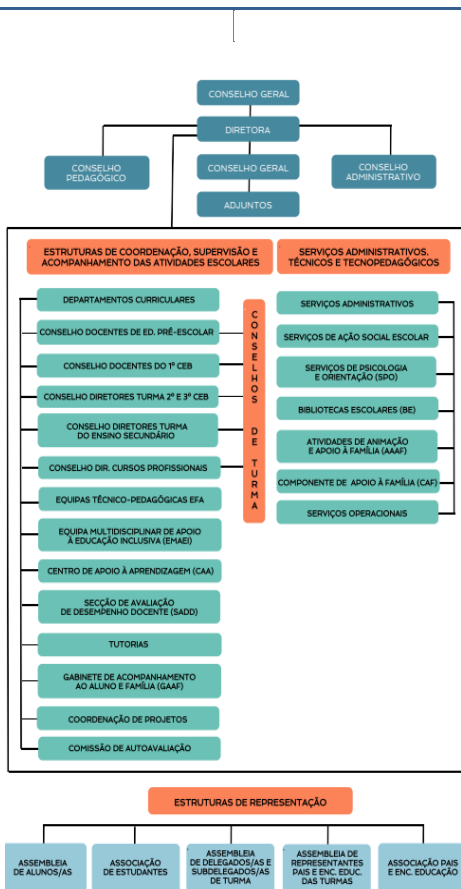 CONSELHO GERAL
DIRETORA
CONSELHO
PEDAGÓGICO
CONSELHO GERAL
CONSELHO
ADMINISTRATIVO
ADJUNTOS
ESTRUTURAS DE COORDENAÇÃO, SUPERVISÃO E
ACOMPANHAMENTO DAS ATIVIDADES ESCOLARES
SERVIÇOS ADMINISTRATIVOS.
TÉCNICOS E TECNOPEDAGÓGICOS
DEPARTAMENTOS CURRICULARES
CONSELHO DOCENTES DE ED. PRÉ-ESCOLAR
CONSELHO DOCENTES DO 1º CEB
CONSELHO DIRETORES TURMA 2º E 3º CEB
CONSELHO DIRETORES TURMA
DO ENSINO SECUNDÁRIO
CONSELHO DIR. CURSOS PROFISSIONAIS
EQUIPAS TÉCNICO-PEDAGÓGICAS EFA
EQUIPA MULTIDISCIPLINAR DE APOIO
À EDUCAÇÃO INCLUSIVA (EMAEI)
CENTRO DE APOIO À APRENDIZAGEM (CAA)
SECÇÃO DE AVALIAÇÃO
DE DESEMPENHO DOCENTE (SADD)
TUTORIAS
GABINETE DE ACOMPANHAMENTO
AO ALUNO E FAMÍLIA (GAAF)
COORDENAÇÃO DE PROJETOS
COMISSÃO DE AUTOAVALIAÇÃO
CONSELHOS DE TURMA
SERVIÇOS ADMINISTRATIVOS
SERVIÇOS DE AÇÃO SOCIAL ESCOLAR
SERVIÇOS DE PSICOLOGIA
E ORIENTAÇÃO (SPO)
BIBLIOTECAS ESCOLARES (BE)
ATIVIDADES DE ANIMAÇÃO
E APOIO À FAMÍLIA (AAAF)
COMPONENTE DE APOIO À FAMÍLIA (CAF)
SERVIÇOS OPERACIONAIS
ESTRUTURAS DE REPRESENTAÇÃO
ASSEMBLEIA
DE ALUNOS/AS
ASSOCIAÇÃO
DE ESTUDANTES
ASSEMBLEIA
DE DELEGADOS/AS E
SUBDELEGADOS/AS
DE TURMA
ASSEMBLEIA DE
REPRESENTANTES
PAIS E ENC. EDUC.
DAS TURMAS
ASSOCIAÇÃO PAIS
E ENC. EDUCAÇÃO